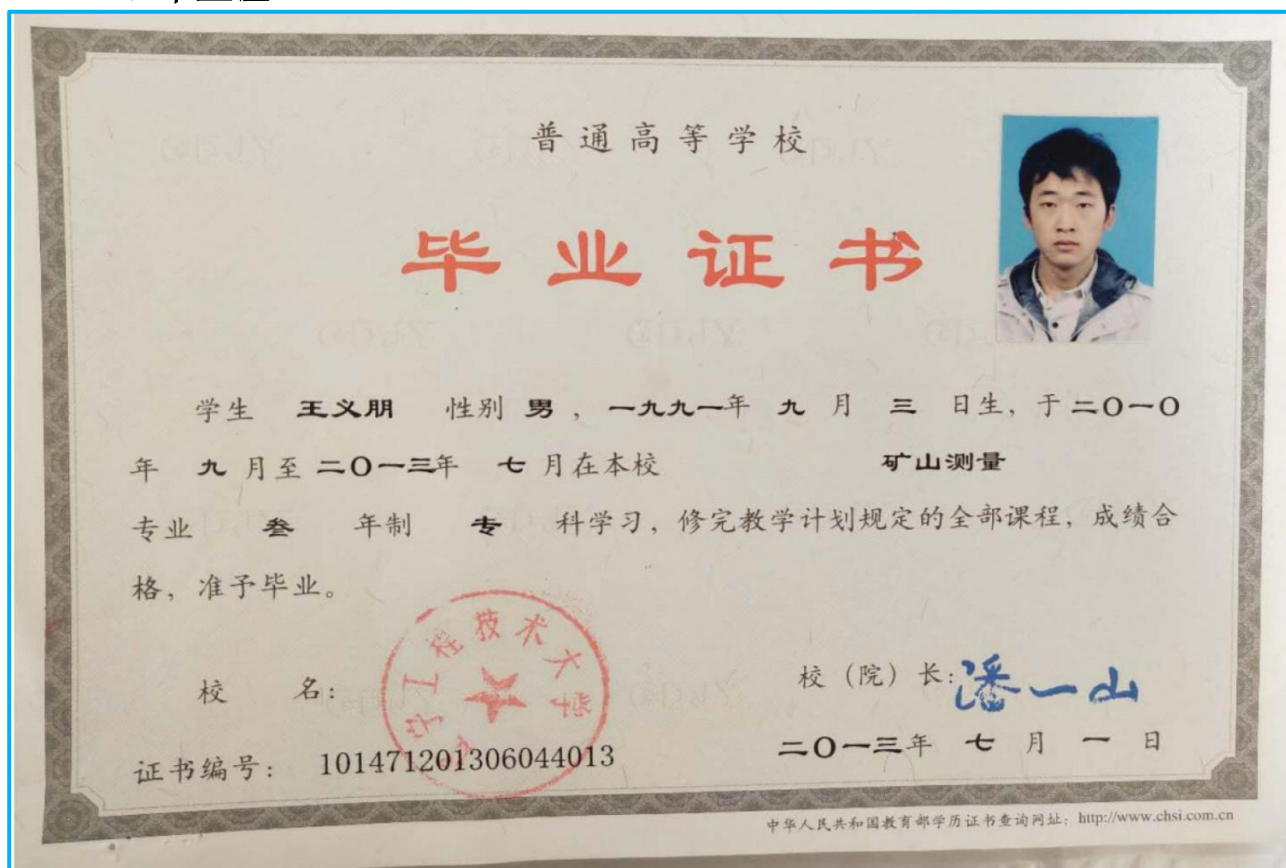 普通高等学校
毕业证书
学生 王义朋 性别 男 ，一九九一年 九 月 三 日生，于二〇一〇
年 九 月至 二〇一三年 七 月在本校 矿山测量
专业 叁 年制 专 科学习，修完教学计划规定的全部课程，成绩合
格，准予毕业。
工程技术大学
校 名：
校（院）长：潘一山
二〇一三年 七 月 一 日
证书编号： 101471201306044013
中华人民共和国教育部学历证书查询网址：http://www.chsi.com.cn